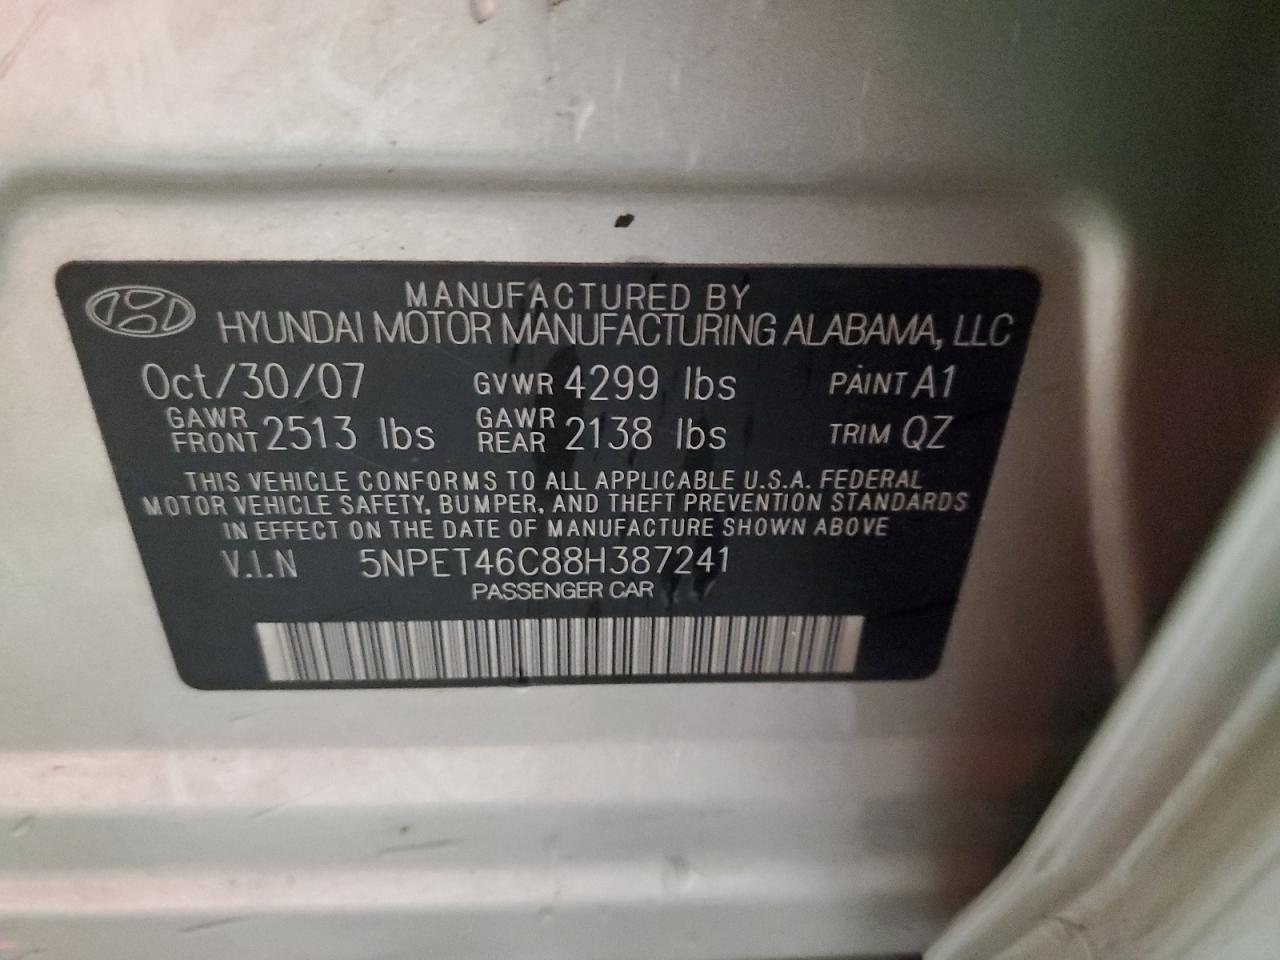 MANUFACTURED BY
HYUNDAI MOTOR MANUFACTURING ALABAMA, LLC
Oct/30/07 GVWR 4299 lbs PAINT A1
GAWR FRONT 2513 lbs GAWR REAR 2138 lbs TRIM QZ
THIS VEHICLE CONFORMS TO ALL APPLICABLE U.S.A. FEDERAL
MOTOR VEHICLE SAFETY, BUMPER, AND THEFT PREVENTION STANDARDS
IN EFFECT ON THE DATE OF MANUFACTURE SHOWN ABOVE
V.I.N 5NPET46C88H387241
PASSENGER CAR